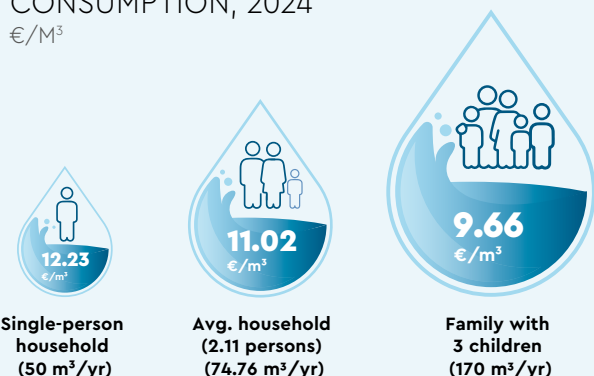 CONSUMPTION, 2024
€/M³
12.23
€/m³
11.02
€/m³
9.66
€/m³
Single-person
household
(50 m³/yr)
Avg. household
(2.11 persons)
(74.76 m³/yr)
Family with
3 children
(170 m³/yr)